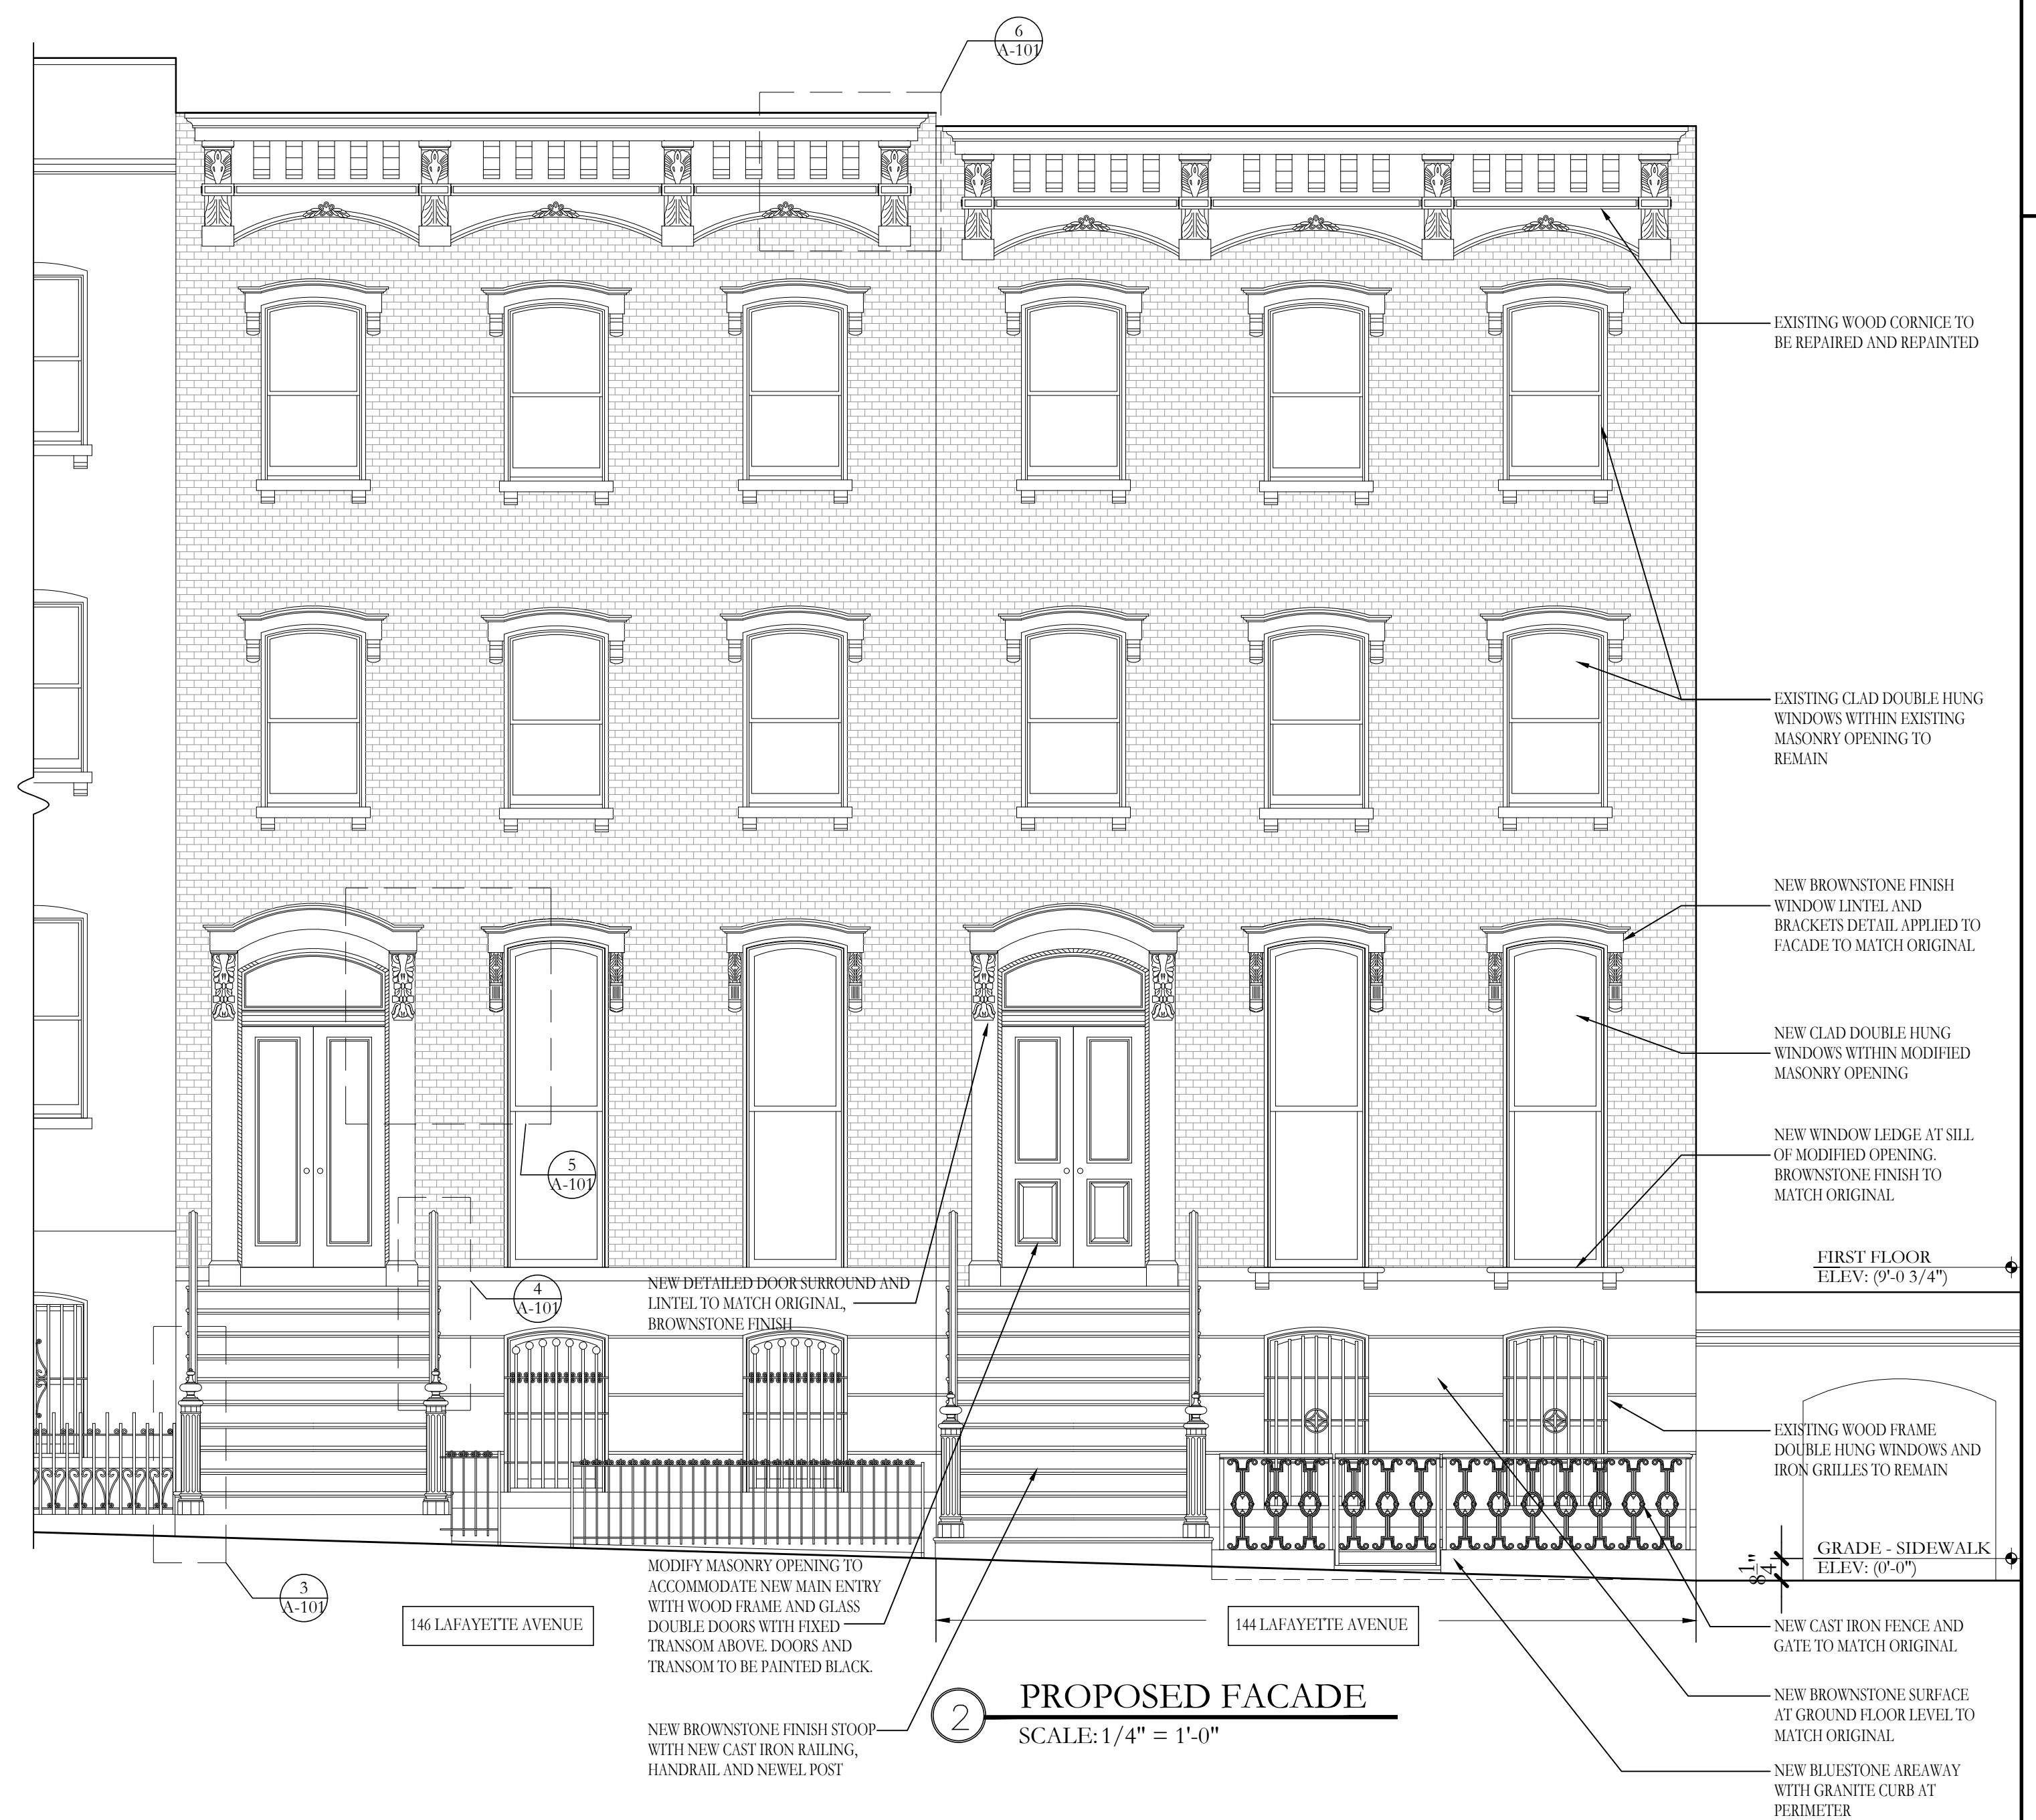 6
A-101
EXISTING WOOD CORNICE TO
BE REPAIRED AND REPAINTED
EXISTING CLAD DOUBLE HUNG
WINDOWS WITHIN EXISTING
MASONRY OPENING TO
REMAIN
NEW BROWNSTONE FINISH
WINDOW LINTEL AND
BRACKETS DETAIL APPLIED TO
FACADE TO MATCH ORIGINAL
NEW CLAD DOUBLE HUNG
WINDOWS WITHIN MODIFIED
MASONRY OPENING
NEW WINDOW LEDGE AT SILL
OF MODIFIED OPENING.
BROWNSTONE FINISH TO
MATCH ORIGINAL
5
A-101
FIRST FLOOR
ELEV: (9'-0 3/4")
4
A-101
NEW DETAILED DOOR SURROUND AND
LINTEL TO MATCH ORIGINAL,
BROWNSTONE FINISH
EXISTING WOOD FRAME
DOUBLE HUNG WINDOWS AND
IRON GRILLES TO REMAIN
GRADE - SIDEWALK
ELEV: (0'-0")
8 1/4"
3
A-101
146 LAFAYETTE AVENUE
MODIFY MASONRY OPENING TO
ACCOMMODATE NEW MAIN ENTRY
WITH WOOD FRAME AND GLASS
DOUBLE DOORS WITH FIXED
TRANSOM ABOVE. DOORS AND
TRANSOM TO BE PAINTED BLACK.
144 LAFAYETTE AVENUE
NEW CAST IRON FENCE AND
GATE TO MATCH ORIGINAL
NEW BROWNSTONE SURFACE
AT GROUND FLOOR LEVEL TO
MATCH ORIGINAL
NEW BROWNSTONE FINISH STOOP
WITH NEW CAST IRON RAILING,
HANDRAIL AND NEWEL POST
2
PROPOSED FACADE
SCALE: 1/4" = 1'-0"
NEW BLUESTONE AREAWAY
WITH GRANITE CURB AT
PERIMETER